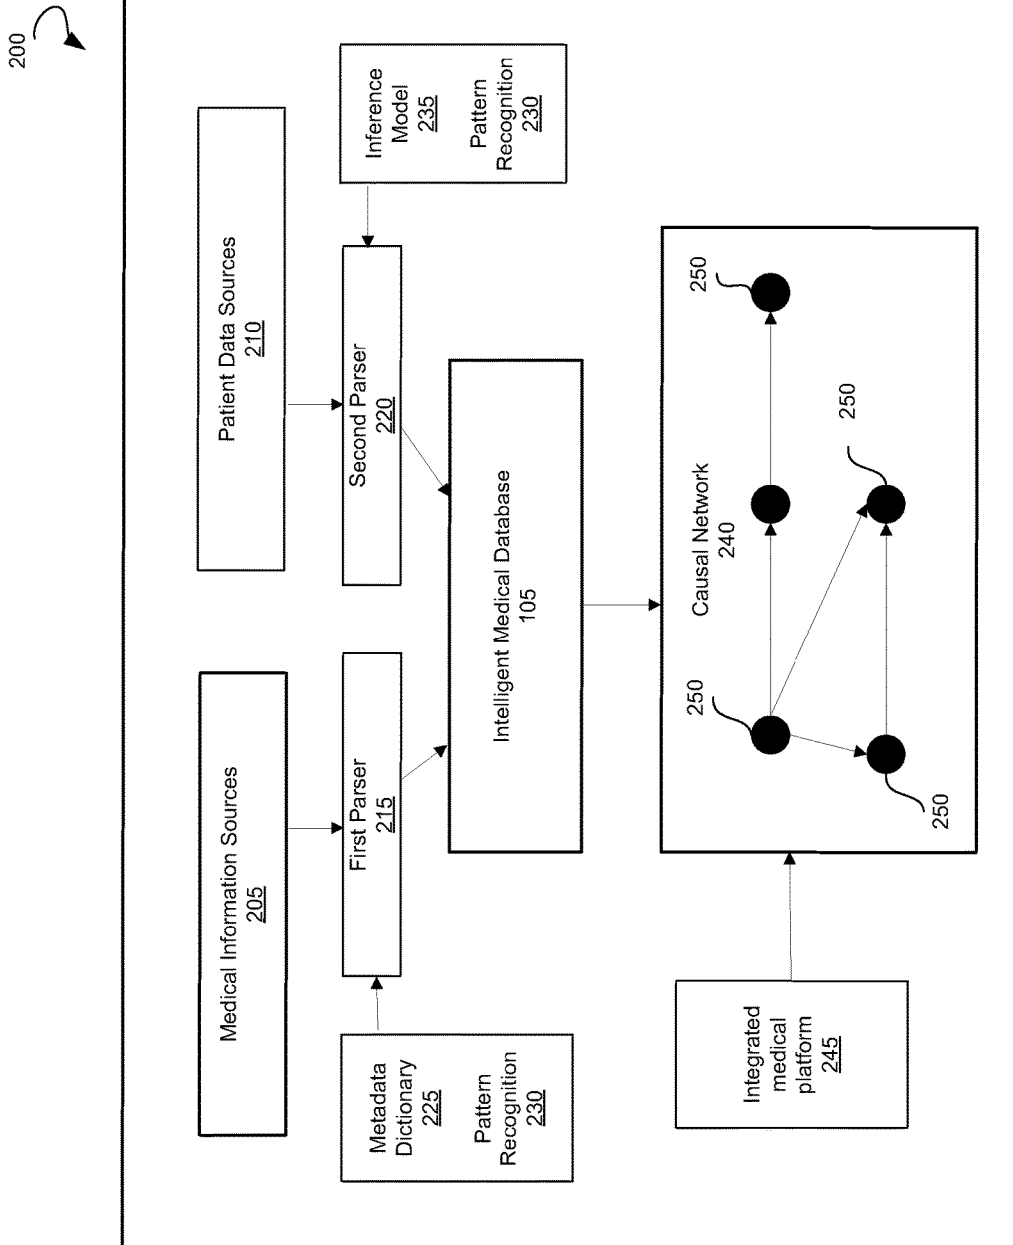 200
Medical Information Sources
205
Patient Data Sources
210
Metadada
Dictionary
225
Pattern
Recognition
230
First Parser
215
Second Parser
220
Inference
Model
235
Pattern
Recognition
230
Intelligent Medical Database
105
Integrated
medical
platform
245
Causal Network
240
250
250
250
250